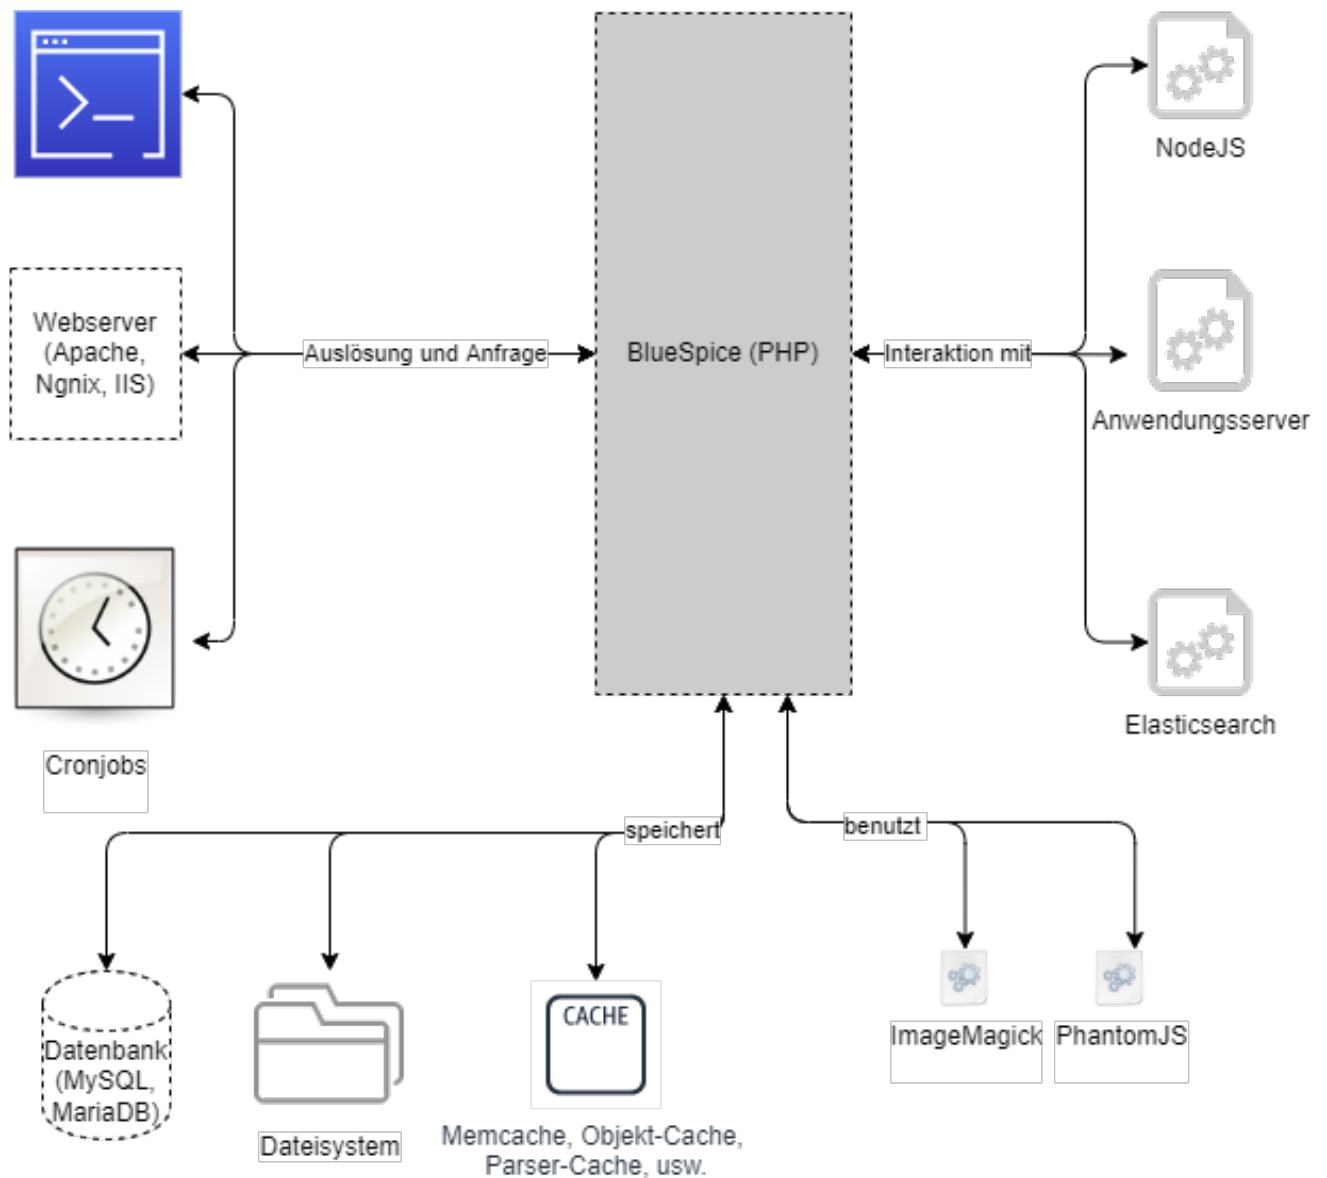 NodeJS
Webserver
(Apache,
Ngnix, IIS)
Auslösung und Anfrage
BlueSpice (PHP)
Interaktion mit
Anwendungsserver
Elasticsearch
Cronjobs
speichert
benutzt
Datenbank
(MySQL,
MariaDB)
Dateisystem
CACHE
Memcache, Objekt-Cache,
Parser-Cache, usw.
ImageMagick
PhantomJS